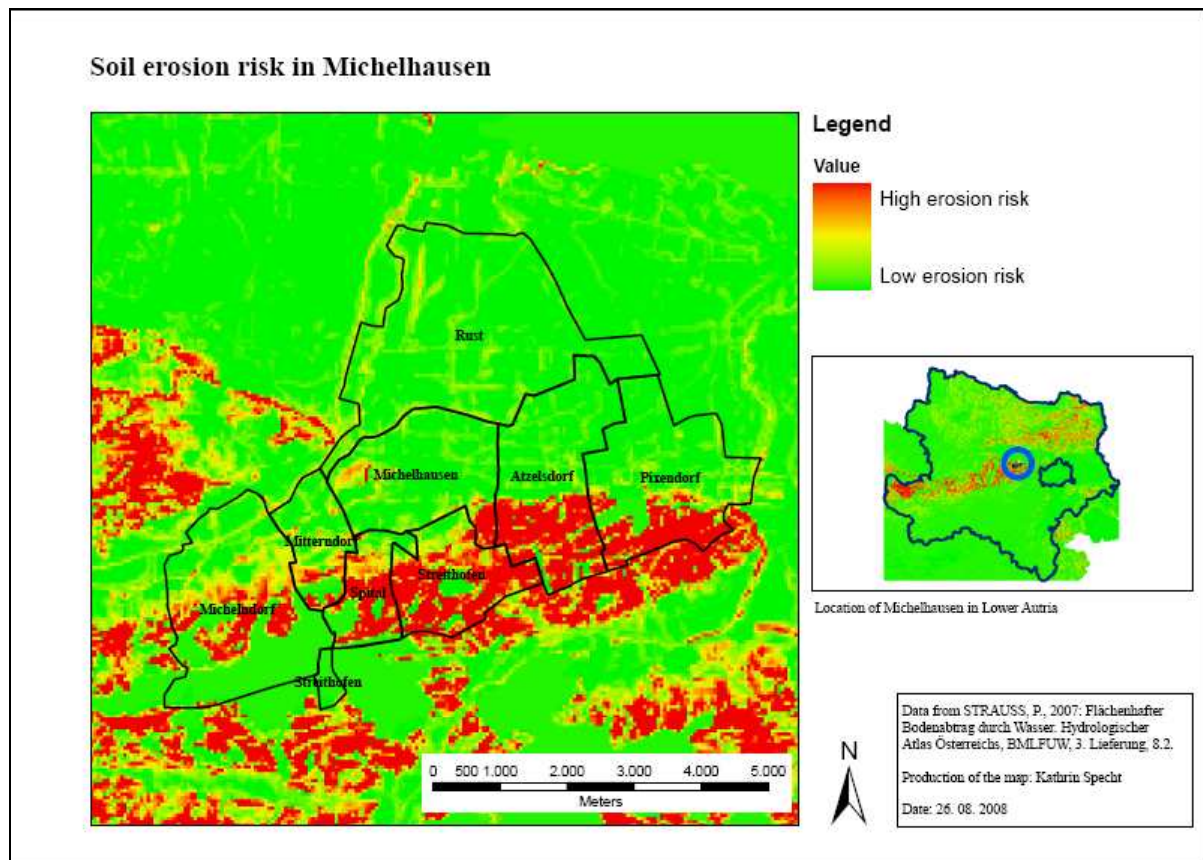 Soil erosion risk in Michelhausen
Legend
Value
High erosion risk
Low erosion risk
Rust
Michelhausen
Atzelsdorf
Pixendorf
Mitterndorf
Streithofen
Spital
Michelndorf
Streithofen
0 500 1.000 2.000 3.000 4.000 5.000
Meters
Location of Michelhausen in Lower Autria
N
Data from STRAUSS, P., 2007: Flächenhafter
Bodenabtrag durch Wasser. Hydrologischer
Atlas Österreichs, BMLFUW, 3. Lieferung, 8.2.
Production of the map: Kathrin Specht
Date: 26. 08. 2008